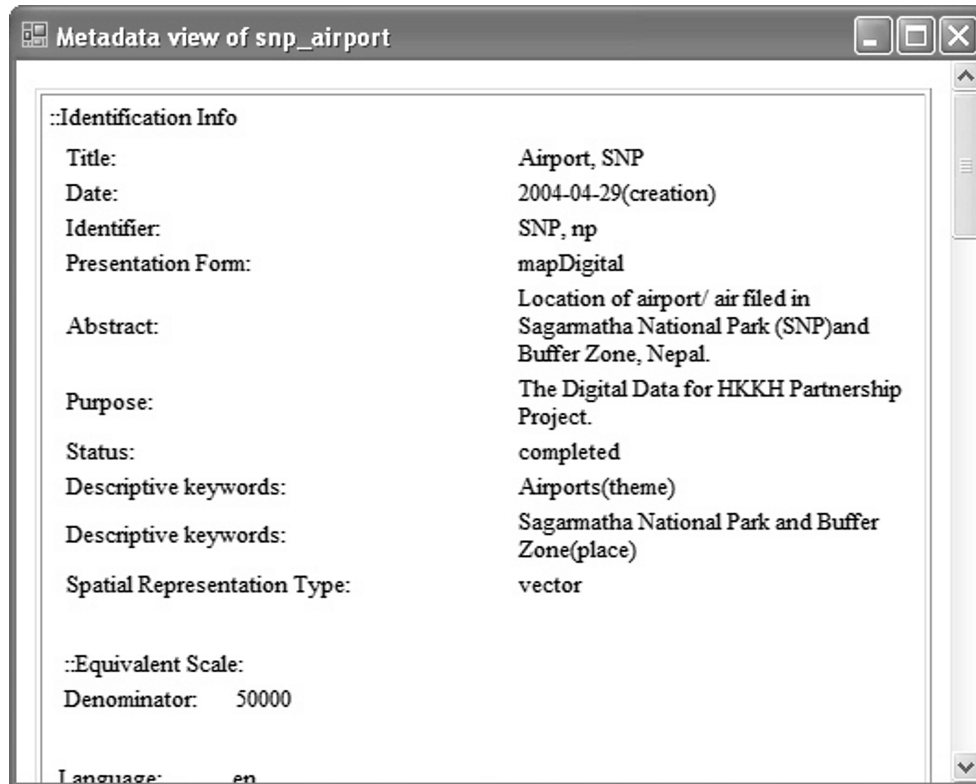 Metadata view of snp_airport
::Identification Info
Title: Airport, SNP
Date: 2004-04-29(creation)
Identifier: SNP, np
Presentation Form: mapDigital
Abstract: Location of airport/ air filed in
Sagarmatha National Park (SNP)and
Buffer Zone, Nepal.
Purpose: The Digital Data for HKKH Partnership
Project.
Status: completed
Descriptive keywords: Airports(theme)
Descriptive keywords: Sagarmatha National Park and Buffer
Zone(place)
Spatial Representation Type: vector
::Equivalent Scale:
Denominator: 50000
Language: en